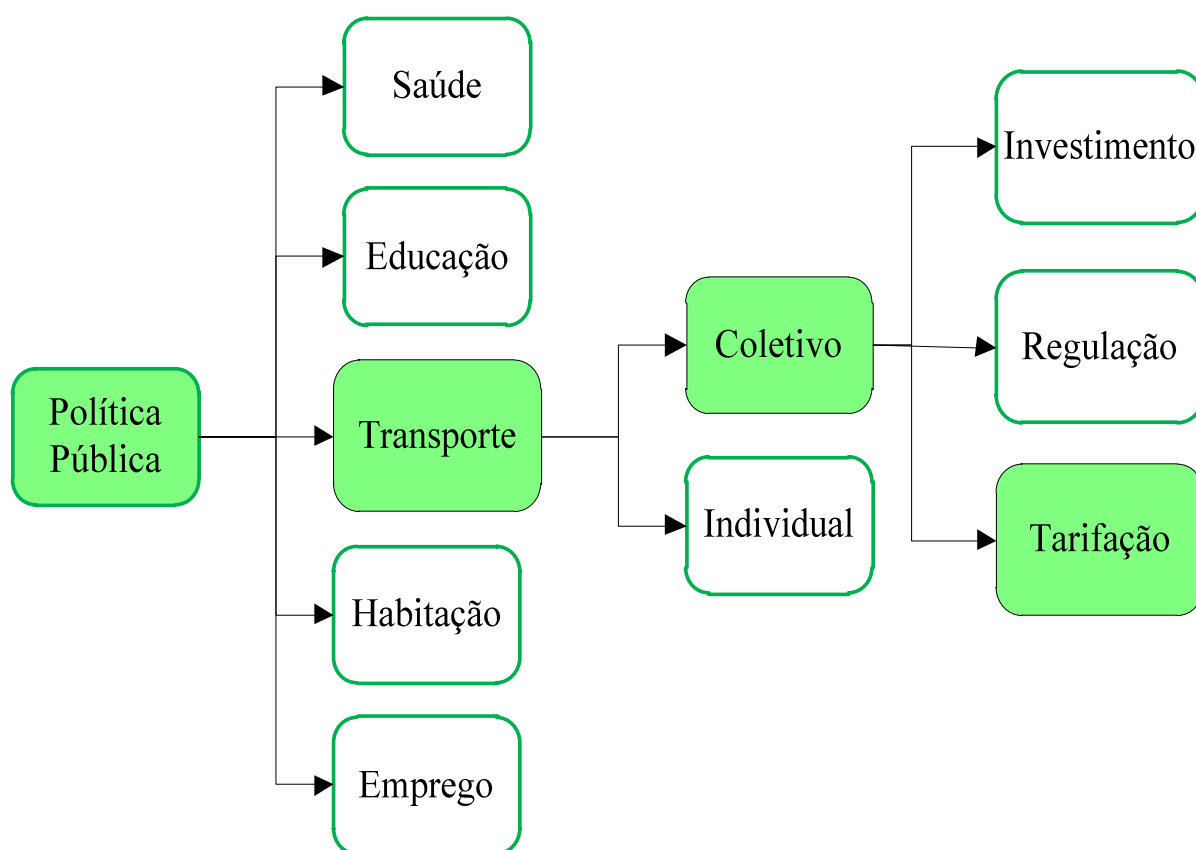 Política
Pública
Saúde
Educação
Transporte
Habitação
Emprego
Coletivo
Individual
Investimento
Regulação
Tarifação